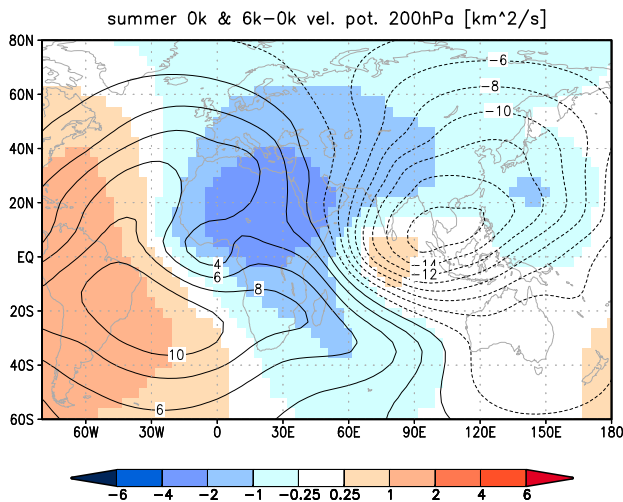 summer 0k & 6k−0k vel. pot. 200hPa [km^2/s]
80N
60N
40N
20N
EQ
20S
40S
60S
−6
−8
−10
4
6
8
−14
−12
10
6
60W 30W 0 30E 60E 90E 120E 150E 180
−6 −4 −2 −1 −0.25 0.25 1 2 4 6